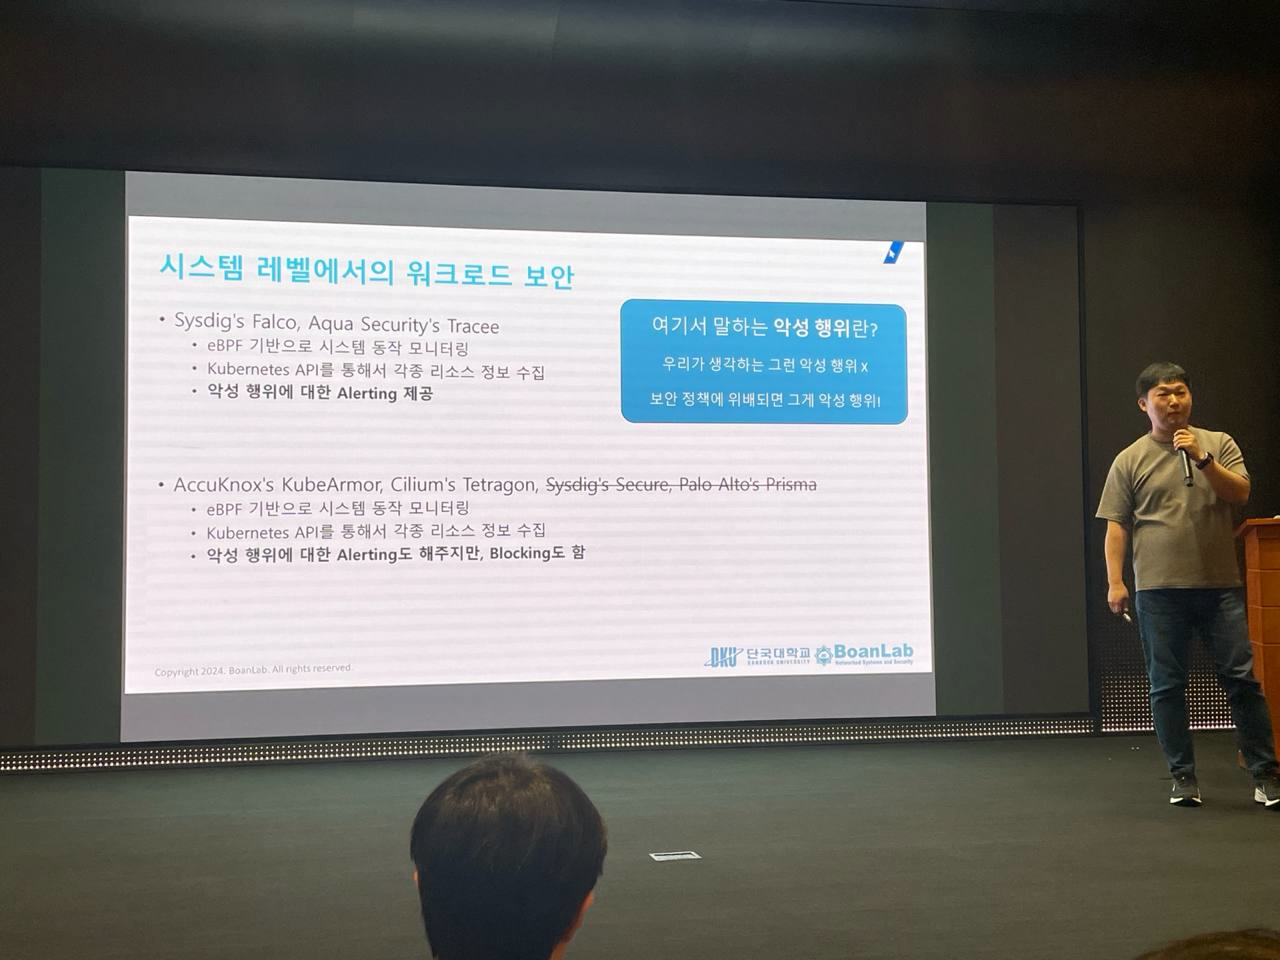 시스템 레벨에서의 워크로드 보안
• Sysdig's Falco, Aqua Security's Tracee
• eBPF 기반으로 시스템 동작 모니터링
• Kubernetes API를 통해서 각종 리소스 정보 수집
• 악성 행위에 대한 Alerting 제공
여기서 말하는 악성 행위란?
우리가 생각하는 그런 악성 행위 X
보안 정책에 위배되면 그게 악성 행위!
• AccuKnox's KubeArmor, Cilium's Tetragon, Sysdig's Secure, Palo Alto's Prisma
• eBPF 기반으로 시스템 동작 모니터링
• Kubernetes API를 통해서 각종 리소스 정보 수집
• 악성 행위에 대한 Alerting도 해주지만, Blocking도 함
Copyright 2024. BoanLab. All rights reserved.
DKU 단국대학교
DANKOOK UNIVERSITY
BoanLab
Networked Systems and Security